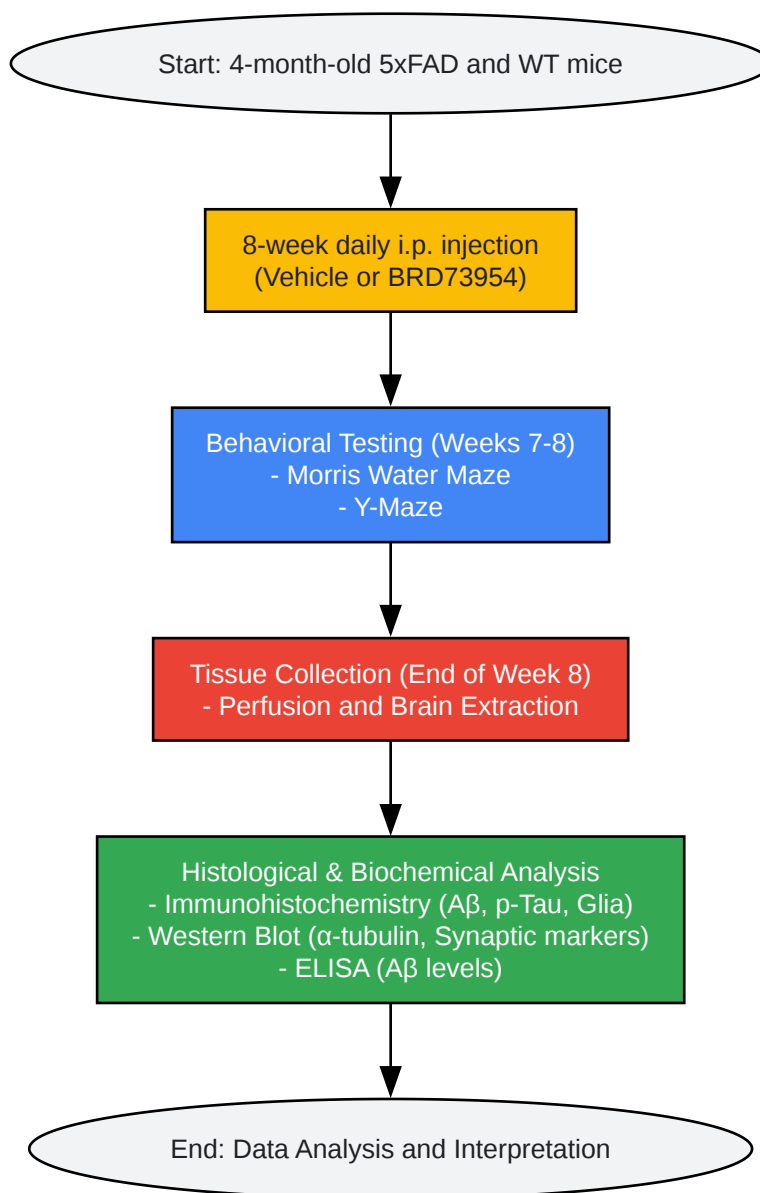 Start: 4-month-old 5xFAD and WT mice
8-week daily i.p. injection
(Vehicle or BRD73954)
Behavioral Testing (Weeks 7-8)
- Morris Water Maze
- Y-Maze
Tissue Collection (End of Week 8)
- Perfusion and Brain Extraction
Histological & Biochemical Analysis
- Immunohistochemistry (Aβ, p-Tau, Glia)
- Western Blot (α-tubulin, Synaptic markers)
- ELISA (Aβ levels)
End: Data Analysis and Interpretation